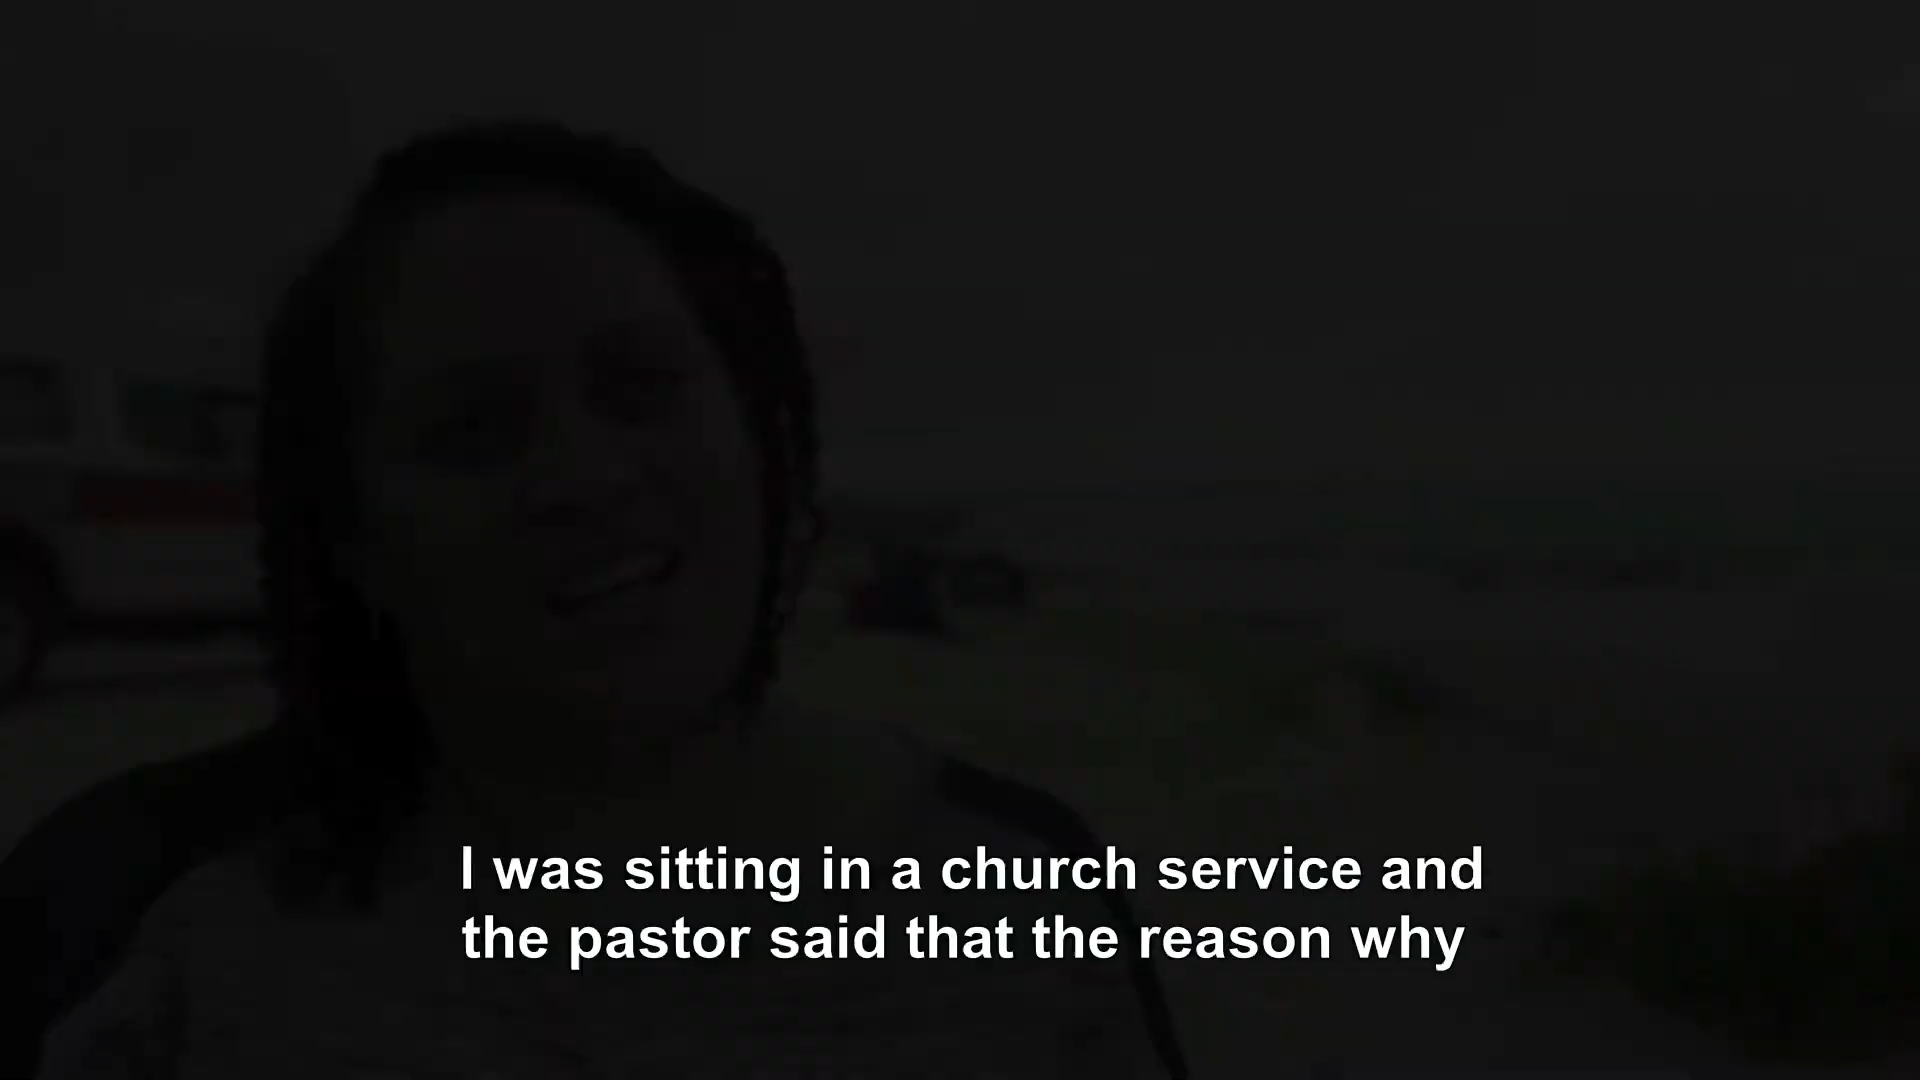 I was sitting in a church service and
the pastor said that the reason why